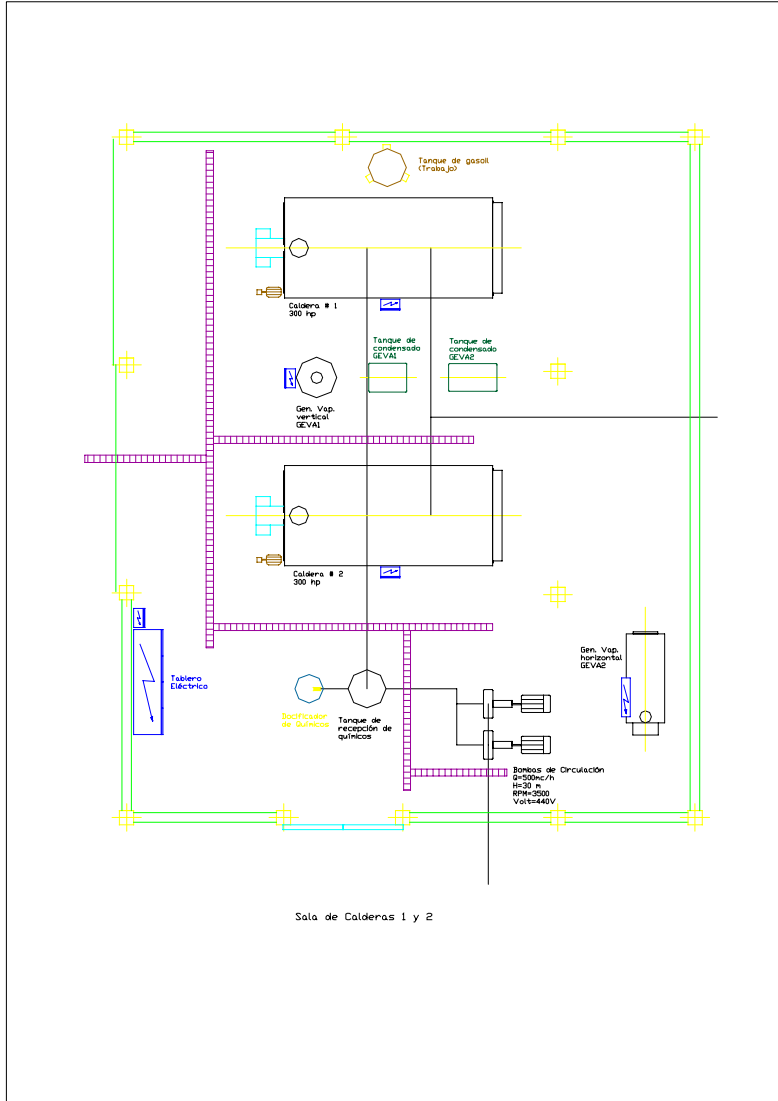 Tanque de gasoil
(Trabajo)
Caldera # 1
300 hp
Tanque de
condensado
GEVA1
Tanque de
condensado
GEVA2
Gen. Vap.
vertical
GEVA1
Caldera # 2
300 hp
Tablero
Eléctrico
Gen. Vap.
horizontal
GEVA2
Docificador
de Químicos
Tanque de
recepción de
químicos
Bombas de Circulación
Q=500mc/h
H=30 m
RPM=3500
Volt=440V
Sala de Calderas 1 y 2